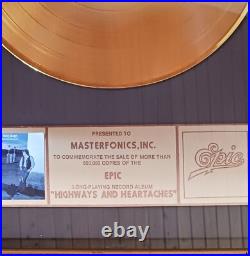 PRESENTED TO
MASTERFONICS, INC.
TO COMMEMORATE THE SALE OF MORE THAN
500,000 COPIES OF THE
EPIC
LONG-PLAYING RECORD ALBUM
"HIGHWAYS AND HEARTACHES"
Epic